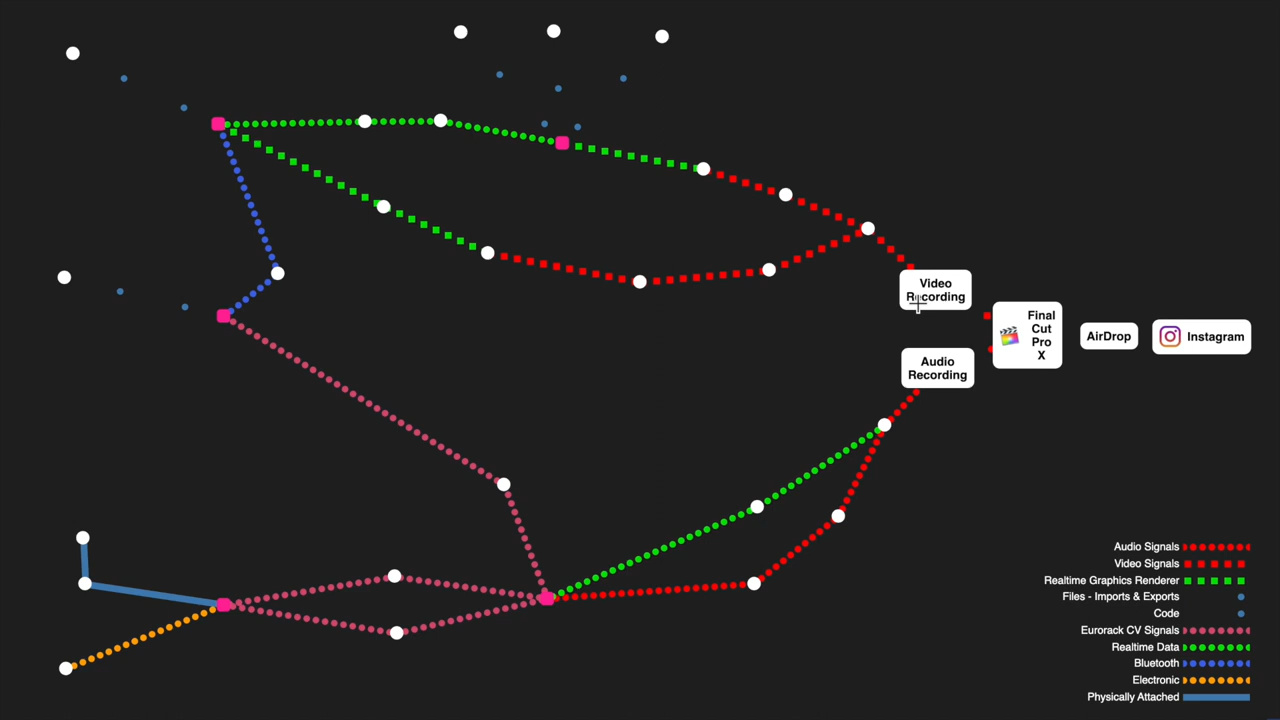 Video
Recording
Final
Cut
Pro
X
AirDrop
Instagram
Audio
Recording
Audio Signals
Video Signals
Realtime Graphics Renderer
Files - Imports & Exports
Code
Eurorack CV Signals
Realtime Data
Bluetooth
Electronic
Physically Attached